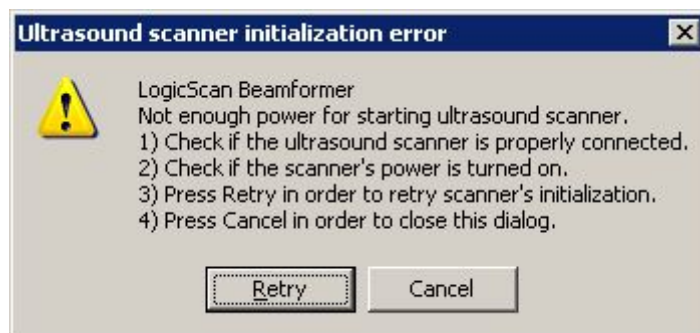 Ultrasound scanner initialization error
LogicScan Beamformer
Not enough power for starting ultrasound scanner.
1) Check if the ultrasound scanner is properly connected.
2) Check if the scanner's power is turned on.
3) Press Retry in order to retry scanner's initialization.
4) Press Cancel in order to close this dialog.
Retry Cancel